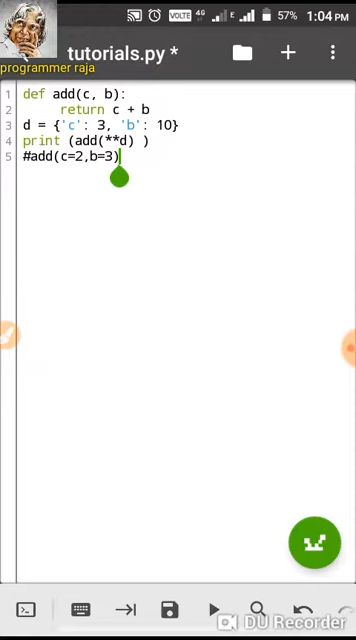 VOLTE 4G E 57% 1:04 PM
tutorials.py *
programmer raja
1 def add(c, b):
2 return c + b
3 d = {'c': 3, 'b': 10}
4 print (add(**d) )
5 #add(c=2,b=3)
DU Recorder